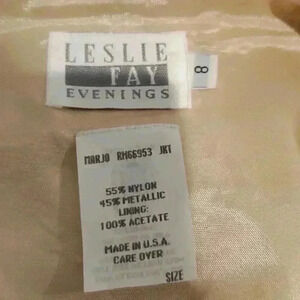 LESLIE
FAY
EVENINGS
8
MARJO RM66953 JKT
55% NYLON
45% METALLIC
LINING:
100% ACETATE
MADE IN U.S.A.
CARE OVER
SIZE